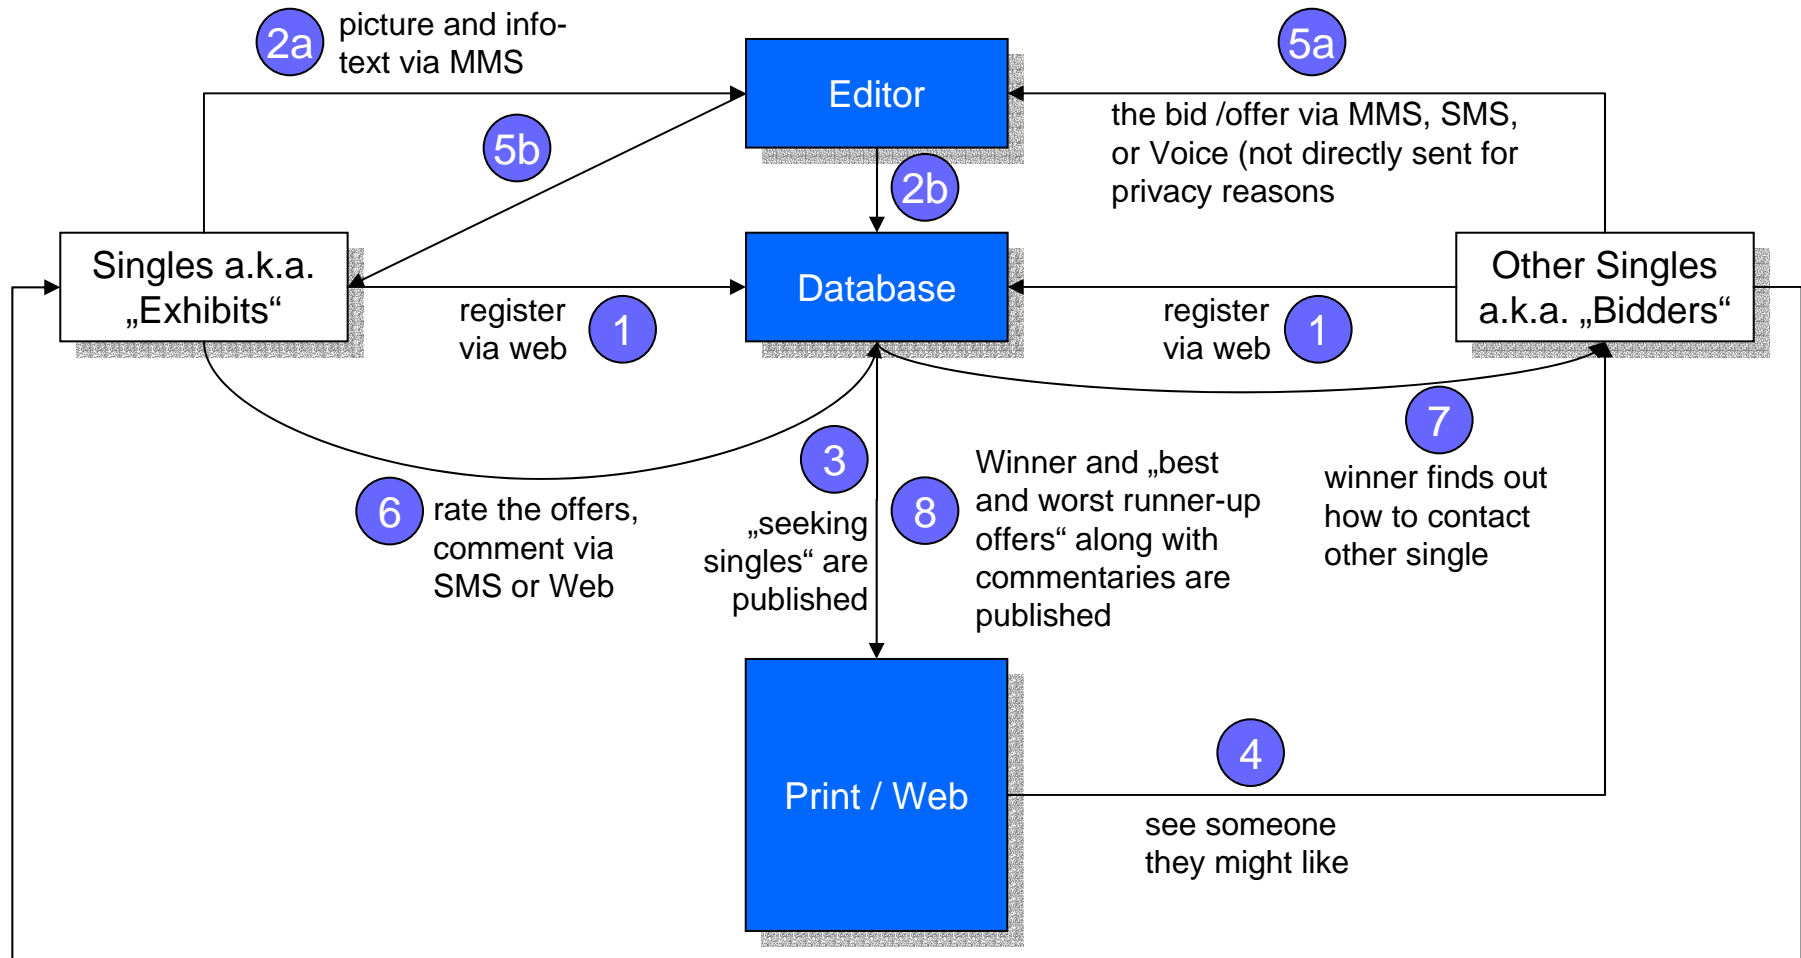 2a
picture and info-
text via MMS
Editor
5a
the bid /offer via MMS, SMS,
or Voice (not directly sent for
privacy reasons
5b
2b
Singles a.k.a.
„Exhibits“
Database
Other Singles
a.k.a. „Bidders“
register
via web
1
register
via web
1
6
rate the offers,
comment via
SMS or Web
3
„seeking
singles“ are
published
8
Winner and „best
and worst runner-up
offers“ along with
commentaries are
published
7
winner finds out
how to contact
other single
Print / Web
4
see someone
they might like